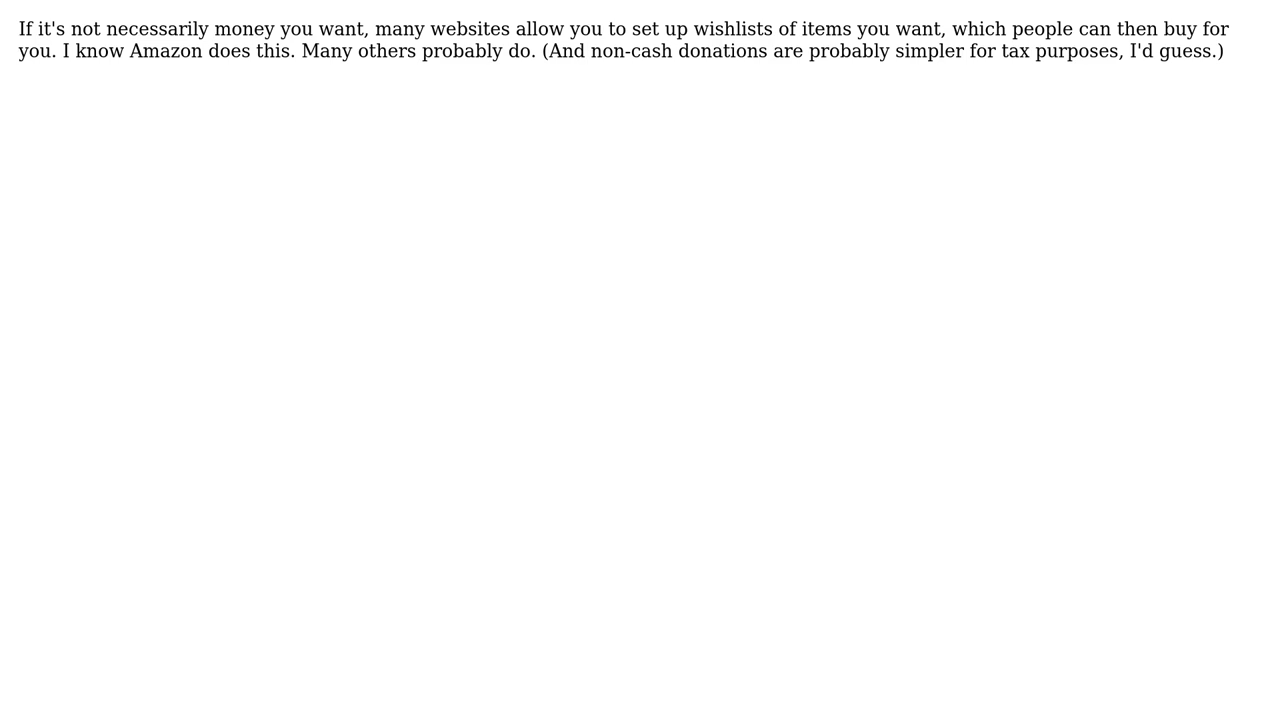 If it's not necessarily money you want, many websites allow you to set up wishlists of items you want, which people can then buy for
you. I know Amazon does this. Many others probably do. (And non-cash donations are probably simpler for tax purposes, I'd guess.)